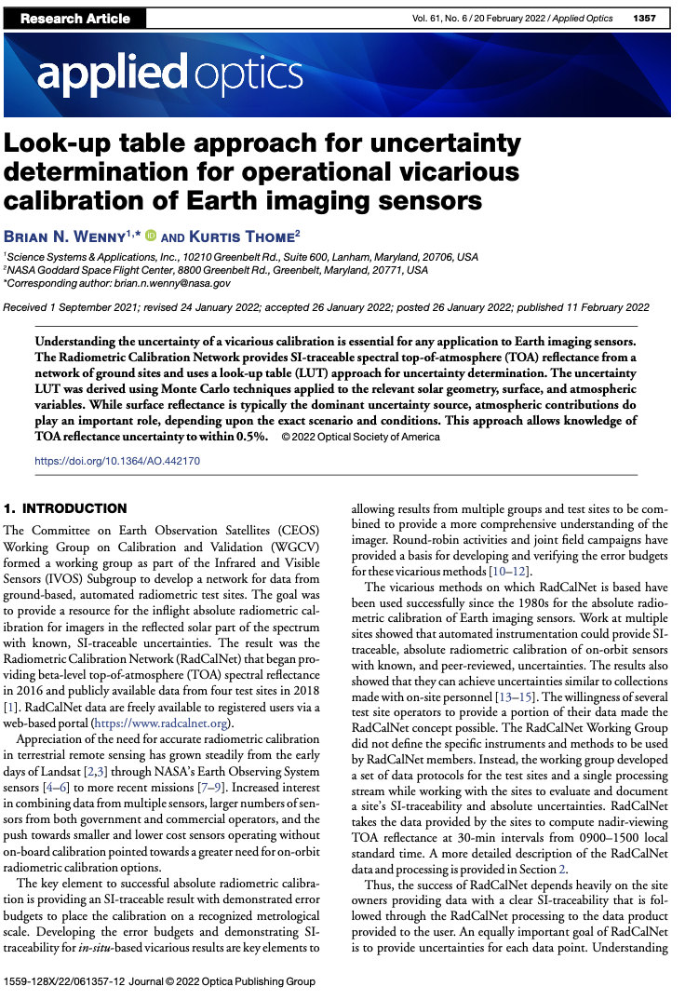 Research Article
Vol. 61, No. 6 / 20 February 2022 / Applied Optics 1357
applied optics
Look-up table approach for uncertainty
determination for operational vicarious
calibration of Earth imaging sensors
Brian N. Wenny1,* iD and Kurtis Thome2
1Science Systems & Applications, Inc., 10210 Greenbelt Rd., Suite 600, Lanham, Maryland, 20706, USA
2NASA Goddard Space Flight Center, 8800 Greenbelt Rd., Greenbelt, Maryland, 20771, USA
*Corresponding author: brian.n.wenny@nasa.gov
Received 1 September 2021; revised 24 January 2022; accepted 26 January 2022; posted 26 January 2022; published 11 February 2022
Understanding the uncertainty of a vicarious calibration is essential for any application to Earth imaging sensors.
The Radiometric Calibration Network provides SI-traceable spectral top-of-atmosphere (TOA) reflectance from a
network of ground sites and uses a look-up table (LUT) approach for uncertainty determination. The uncertainty
LUT was derived using Monte Carlo techniques applied to the relevant solar geometry, surface, and atmospheric
variables. While surface reflectance is typically the dominant uncertainty source, atmospheric contributions do
play an important role, depending upon the exact scenario and conditions. This approach allows knowledge of
TOA reflectance uncertainty to within 0.5%. © 2022 Optical Society of America
https://doi.org/10.1364/AO.442170
1. INTRODUCTION
The Committee on Earth Observation Satellites (CEOS)
Working Group on Calibration and Validation (WGCV)
formed a working group as part of the Infrared and Visible
Sensors (IVOS) Subgroup to develop a network for data from
ground-based, automated radiometric test sites. The goal was
to provide a resource for the inflight absolute radiometric cal-
ibration for imagers in the reflected solar part of the spectrum
with known, SI-traceable uncertainties. The result was the
Radiometric Calibration Network (RadCalNet) that began pro-
viding beta-level top-of-atmosphere (TOA) spectral reflectance
in 2016 and publicly available data from four test sites in 2018
[1]. RadCalNet data are freely available to registered users via a
web-based portal (https://www.radcalnet.org).
Appreciation of the need for accurate radiometric calibration
in terrestrial remote sensing has grown steadily from the early
days of Landsat [2,3] through NASA's Earth Observing System
sensors [4–6] to more recent missions [7–9]. Increased interest
in combining data from multiple sensors, larger numbers of sen-
sors from both government and commercial operators, and the
push towards smaller and lower cost sensors operating without
on-board calibration pointed towards a greater need for on-orbit
radiometric calibration options.
The key element to successful absolute radiometric calibra-
tion is providing an SI-traceable result with demonstrated error
budgets to place the calibration on a recognized metrological
scale. Developing the error budgets and demonstrating SI-
traceability for in-situ-based vicarious results are key elements to
allowing results from multiple groups and test sites to be com-
bined to provide a more comprehensive understanding of the
imager. Round-robin activities and joint field campaigns have
provided a basis for developing and verifying the error budgets
for these vicarious methods [10–12].
The vicarious methods on which RadCalNet is based have
been used successfully since the 1980s for the absolute radio-
metric calibration of Earth imaging sensors. Work at multiple
sites showed that automated instrumentation could provide SI-
traceable, absolute radiometric calibration of on-orbit sensors
with known, and peer-reviewed, uncertainties. The results also
showed that they can achieve uncertainties similar to collections
made with on-site personnel [13–15]. The willingness of several
test site operators to provide a portion of their data made the
RadCalNet concept possible. The RadCalNet Working Group
did not define the specific instruments and methods to be used
by RadCalNet members. Instead, the working group developed
a set of data protocols for the test sites and a single processing
stream while working with the sites to evaluate and document
a site's SI-traceability and absolute uncertainties. RadCalNet
takes the data provided by the sites to compute nadir-viewing
TOA reflectance at 30-min intervals from 0900–1500 local
standard time. A more detailed description of the RadCalNet
data and processing is provided in Section 2.
Thus, the success of RadCalNet depends heavily on the site
owners providing data with a clear SI-traceability that is fol-
lowed through the RadCalNet processing to the data product
provided to the user. An equally important goal of RadCalNet
is to provide uncertainties for each data point. Understanding
1559-128X/22/061357-12 Journal © 2022 Optica Publishing Group